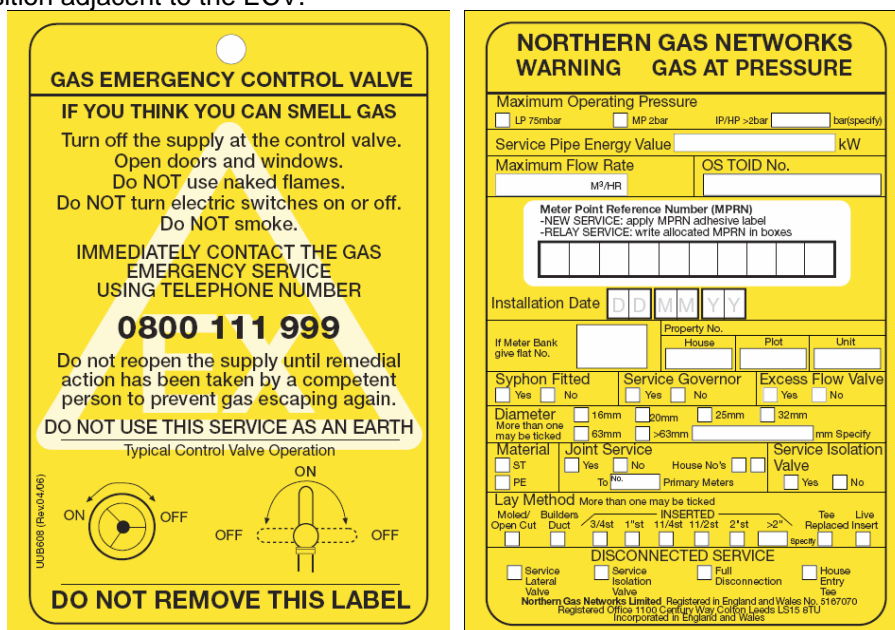 sition adjacent to the ECV.
GAS EMERGENCY CONTROL VALVE
IF YOU THINK YOU CAN SMELL GAS
Turn off the supply at the control valve.
Open doors and windows.
Do NOT use naked flames.
Do NOT turn electric switches on or off.
Do NOT smoke.
IMMEDIATELY CONTACT THE GAS
EMERGENCY SERVICE
USING TELEPHONE NUMBER
0800 111 999
Do not reopen the supply until remedial
action has been taken by a competent
person to prevent gas escaping again.
EX
DO NOT USE THIS SERVICE AS AN EARTH
Typical Control Valve Operation
ON
ON OFF OFF OFF
UUB608 (Rev.04/06)
DO NOT REMOVE THIS LABEL
NORTHERN GAS NETWORKS
WARNING GAS AT PRESSURE
Maximum Operating Pressure
LP 75mbar MP 2bar IP/HP >2bar bar(specify)
Service Pipe Energy Value kW
Maximum Flow Rate OS TOID No.
M³/HR
Meter Point Reference Number (MPRN)
-NEW SERVICE: apply MPRN adhesive label
-RELAY SERVICE: write allocated MPRN in boxes
Installation Date D D M M Y Y
Property No.
If Meter Bank House Plot Unit
give flat No.
Syphon Fitted Service Governor Excess Flow Valve
Yes No Yes No Yes No
Diameter 16mm 20mm 25mm 32mm
More than one
may be ticked 63mm >63mm mm Specify
Material Joint Service Service Isolation
ST Yes No House No's Valve
PE To No. Primary Meters Yes No
Lay Method More than one may be ticked
Moled/ Builders INSERTED Tee Live
Open Cut Duct 3/4st 1"st 11/4st 11/2st 2"st >2" Replaced Insert
Specify
DISCONNECTED SERVICE
Service Service Full House
Lateral Isolation Disconnection Entry
Valve Valve Tee
Northern Gas Networks Limited Registered in England and Wales No. 5167070
Registered Office 1100 Century Way Colton Leeds LS15 8TU
Incorporated in England and Wales